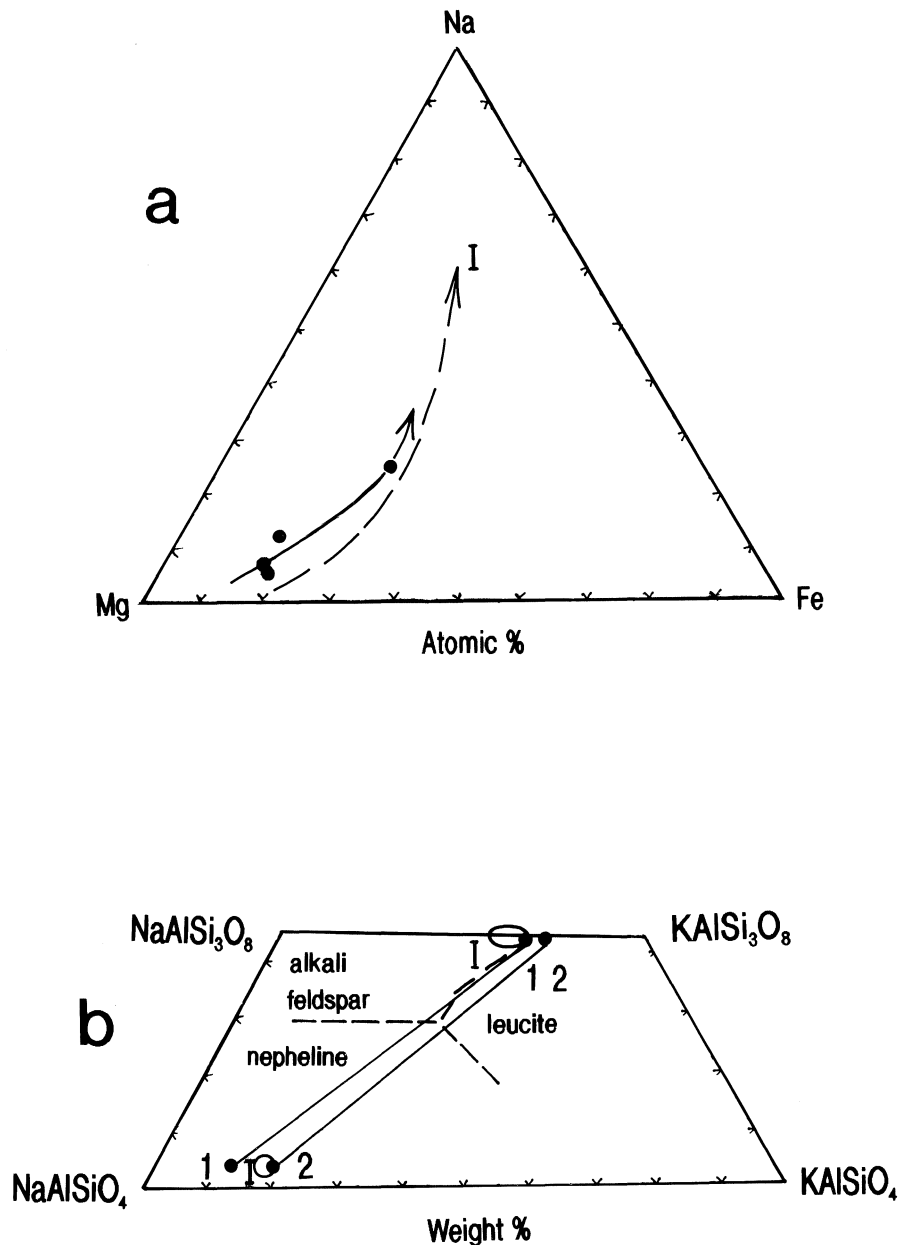 Na
a
I
Mg
Fe
Atomic %
NaAlSi₃O₈
KAlSi₃O₈
alkali
I
1 2
feldspar
leucite
b
nepheline
1 I 2
NaAlSiO₄
KAlSiO₄
Weight %